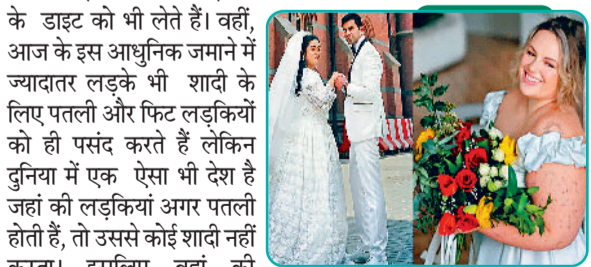 के डाइट को भी लेते हैं। वहीं,
आज के इस आधुनिक जमाने में
ज्यादातर लड़के भी शादी के
लिए पतली और फिट लड़कियों
को ही पसंद करते हैं लेकिन
दुनिया में एक ऐसा भी देश है
जहां की लड़कियां अगर पतली
होती हैं, तो उससे कोई शादी नहीं